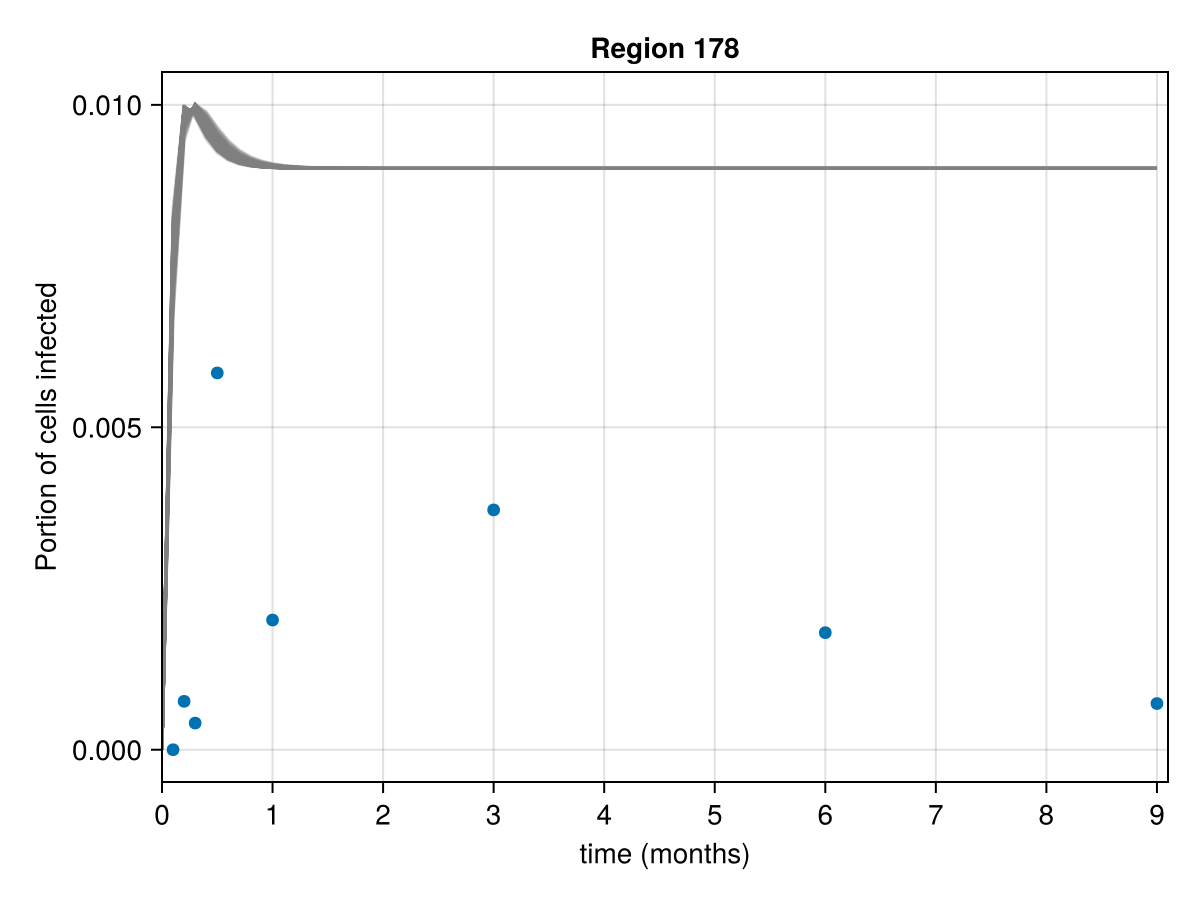 Region 178
Portion of cells infected
0.010
0.005
0.000
0 1 2 3 4 5 6 7 8 9
time (months)